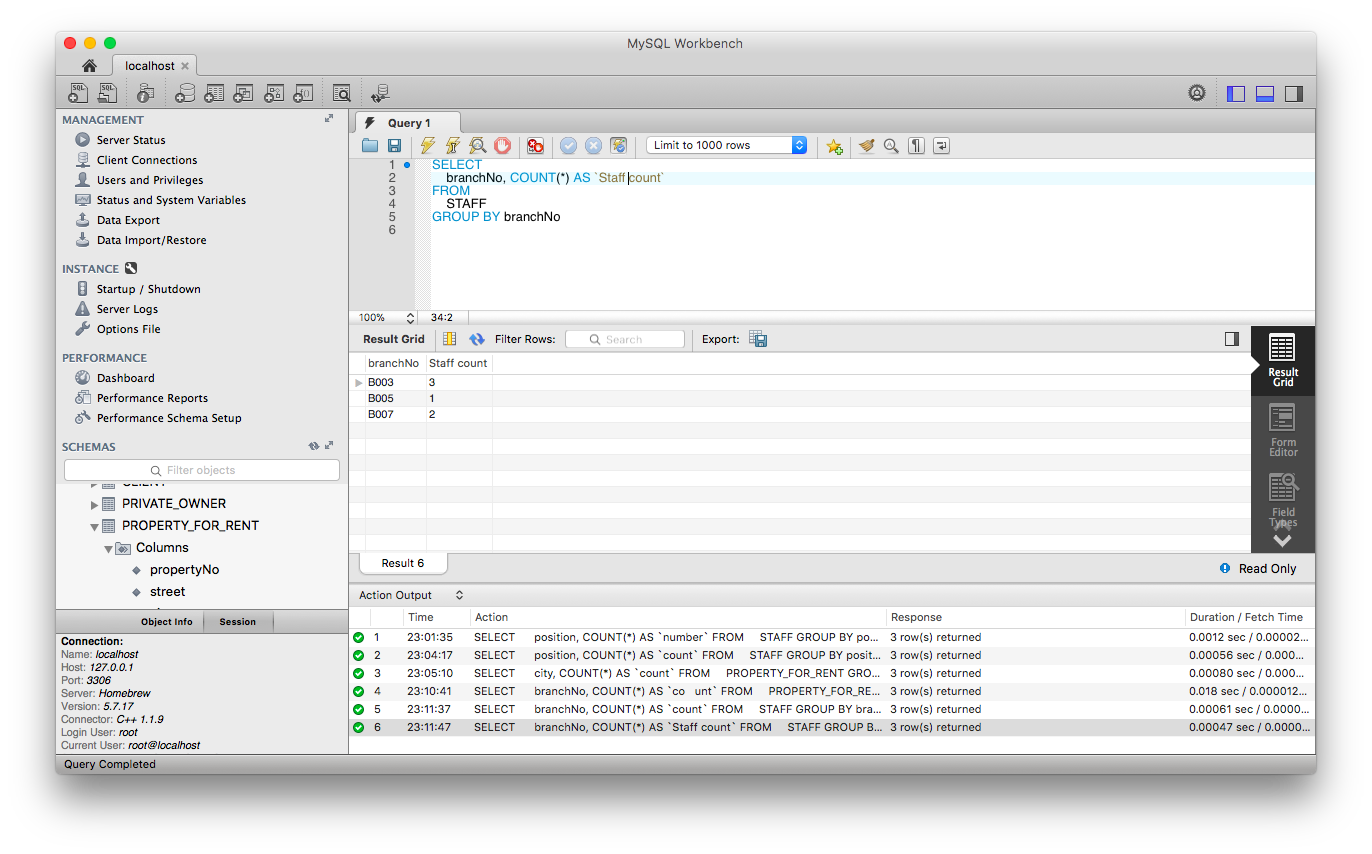 MySQL Workbench
localhost
MANAGEMENT
Server Status
Client Connections
Users and Privileges
Status and System Variables
Data Export
Data Import/Restore
INSTANCE
Startup / Shutdown
Server Logs
Options File
PERFORMANCE
Dashboard
Performance Reports
Performance Schema Setup
SCHEMAS
Filter objects
CLIENT
PRIVATE_OWNER
PROPERTY_FOR_RENT
Columns
propertyNo
street
Object Info Session
Connection:
Name: localhost
Host: 127.0.0.1
Port: 3306
Server: Homebrew
Version: 5.7.17
Connector: C++ 1.1.9
Login User: root
Current User: root@localhost
Query Completed
Query 1
Limit to 1000 rows
1 SELECT
2 branchNo, COUNT(*) AS `Staff count`
3 FROM
4 STAFF
5 GROUP BY branchNo
6
100% 34:2
Result Grid Filter Rows: Search Export:
branchNo Staff count
B003 3
B005 1
B007 2
Result
Grid
Form
Editor
Field
Types
Result 6
Read Only
Action Output
Time Action Response Duration / Fetch Time
1 23:01:35 SELECT position, COUNT(*) AS `number` FROM STAFF GROUP BY po... 3 row(s) returned 0.0012 sec / 0.00002...
2 23:04:17 SELECT position, COUNT(*) AS `count` FROM STAFF GROUP BY posit... 3 row(s) returned 0.00056 sec / 0.000...
3 23:05:10 SELECT city, COUNT(*) AS `count` FROM PROPERTY_FOR_RENT GRO... 3 row(s) returned 0.00080 sec / 0.000...
4 23:10:41 SELECT branchNo, COUNT(*) AS `co unt` FROM PROPERTY_FOR_RE... 3 row(s) returned 0.018 sec / 0.000012...
5 23:11:37 SELECT branchNo, COUNT(*) AS `count` FROM STAFF GROUP BY bra... 3 row(s) returned 0.00061 sec / 0.000...
6 23:11:47 SELECT branchNo, COUNT(*) AS `Staff count` FROM STAFF GROUP B... 3 row(s) returned 0.00047 sec / 0.0000...